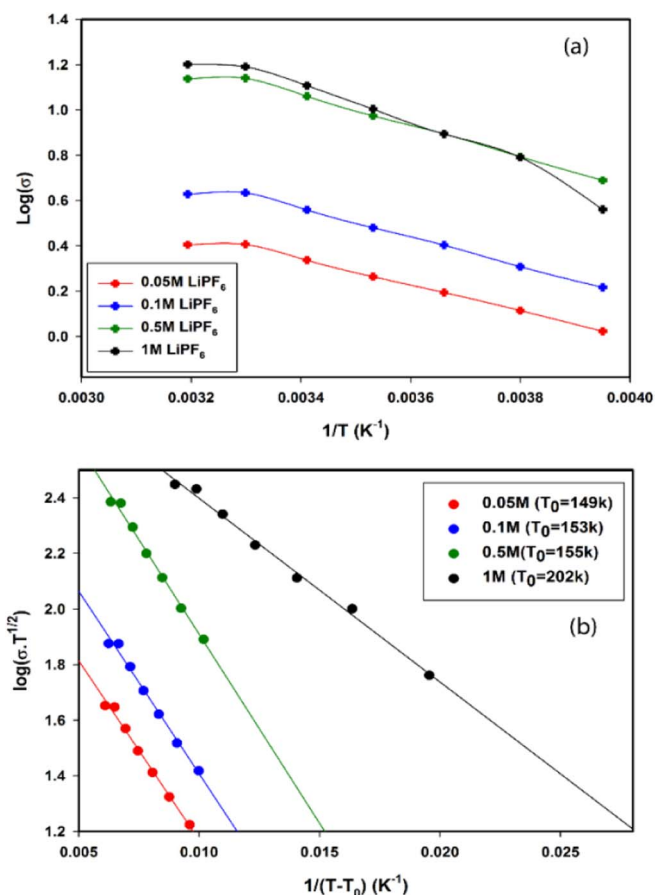 (a)
1.4
1.2
1.0
0.8
0.6
0.4
0.2
0.0
Log(σ)
0.05M LiPF₆
0.1M LiPF₆
0.5M LiPF₆
1M LiPF₆
0.0030 0.0032 0.0034 0.0036 0.0038 0.0040
1/T (K⁻¹)
(b)
2.4
2.2
2.0
1.8
1.6
1.4
1.2
log(σ.T¹/²)
0.05M (T₀=149k)
0.1M (T₀=153k)
0.5M(T₀=155k)
1M (T₀=202k)
0.005 0.010 0.015 0.020 0.025
1/(T-T₀) (K⁻¹)